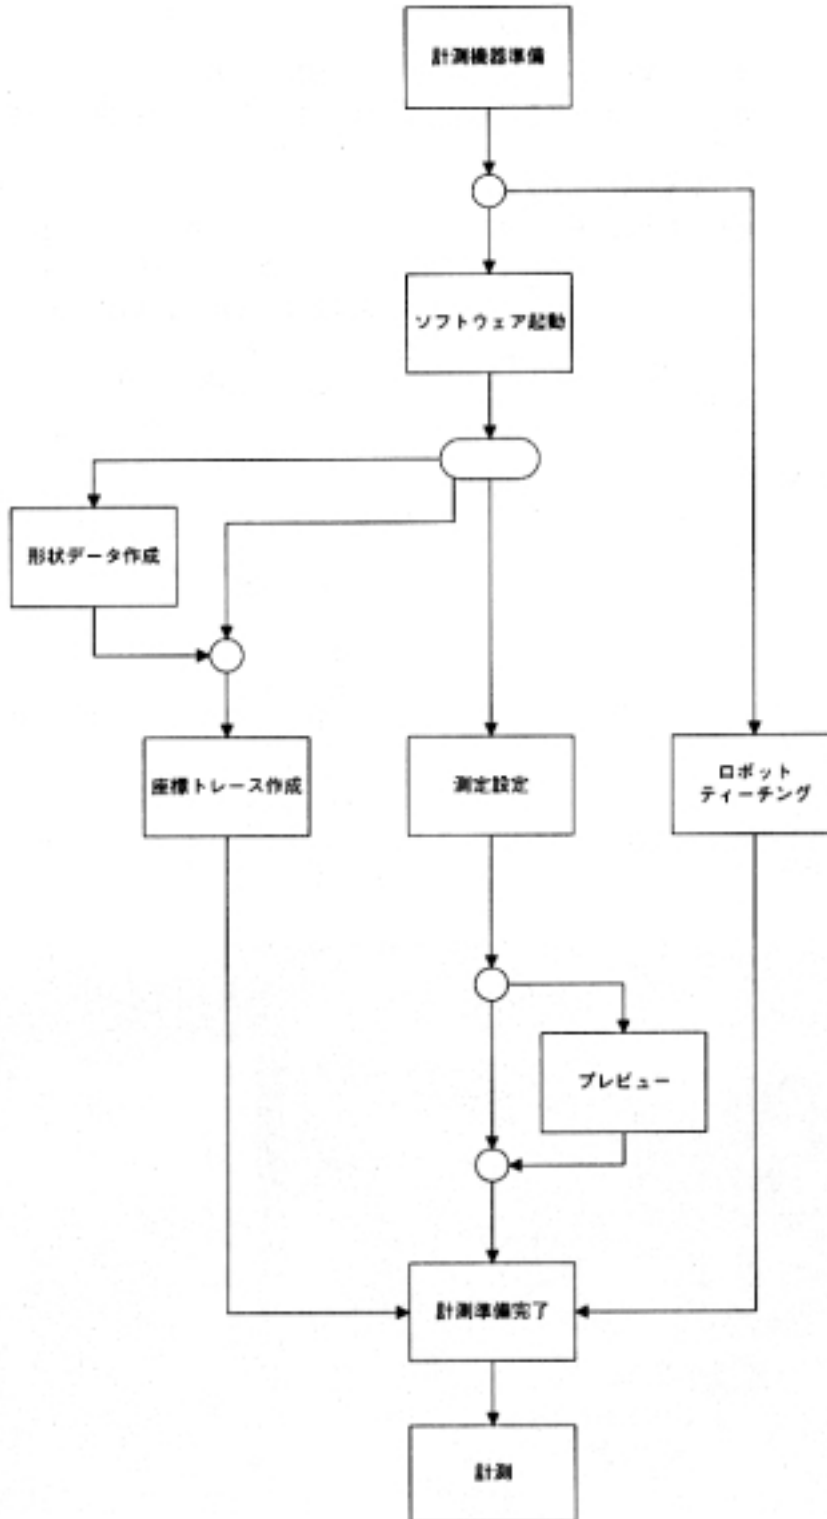 計測機器準備
ソフトウェア起動
形状データ作成
座標トレース作成
測定設定
ロボット
ティーチング
プレビュー
計測準備完了
計測